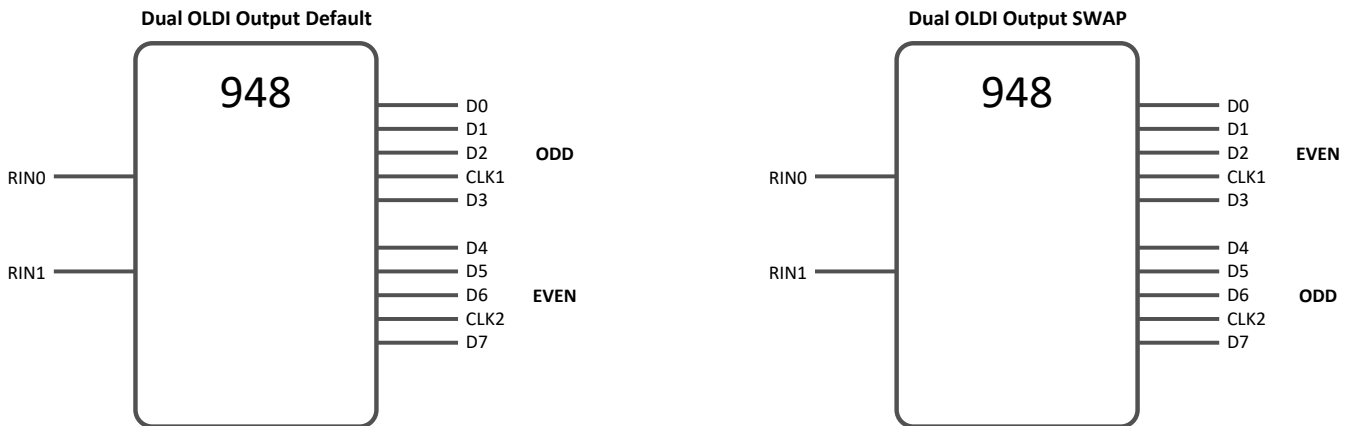 Dual OLDI Output Default
948
RIN0
RIN1
D0
D1
D2
CLK1
D3
ODD
D4
D5
D6
CLK2
D7
EVEN
Dual OLDI Output SWAP
948
RIN0
RIN1
D0
D1
D2
CLK1
D3
EVEN
D4
D5
D6
CLK2
D7
ODD